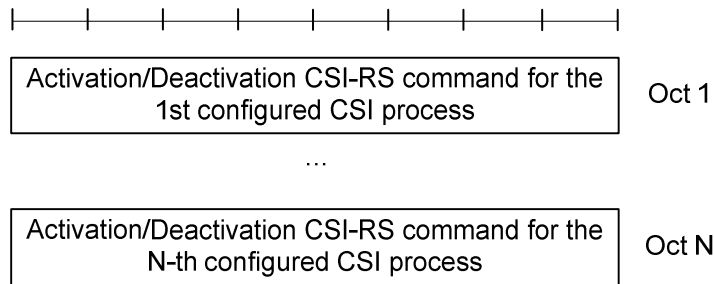 Activation/Deactivation CSI-RS command for the
1st configured CSI process
Oct 1
...
Activation/Deactivation CSI-RS command for the
N-th configured CSI process
Oct N